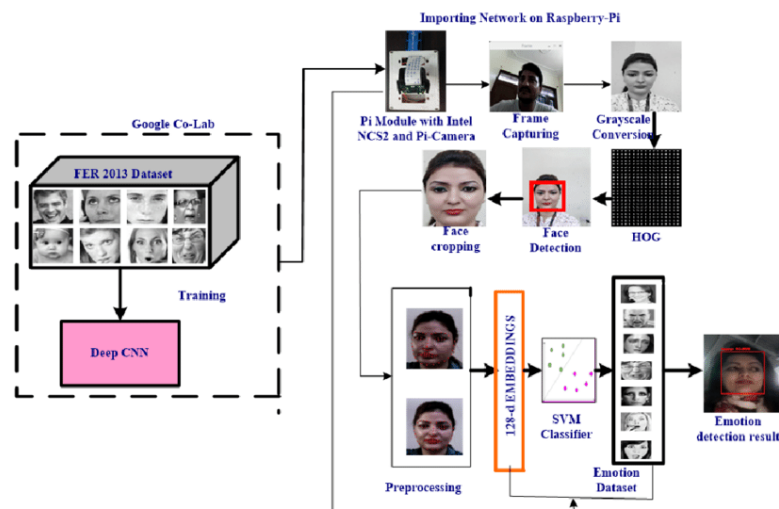 Importing Network on Raspberry-Pi
Google Co-Lab
Pi Module with Intel
NCS2 and Pi-Camera
Frame
Capturing
Grayscale
Conversion
FER 2013 Dataset
Face
cropping
Face
Detection
HOG
Training
Deep CNN
128-d EMBEDDINGS
SVM
Classifier
Emotion
detection result
Preprocessing
Emotion
Dataset